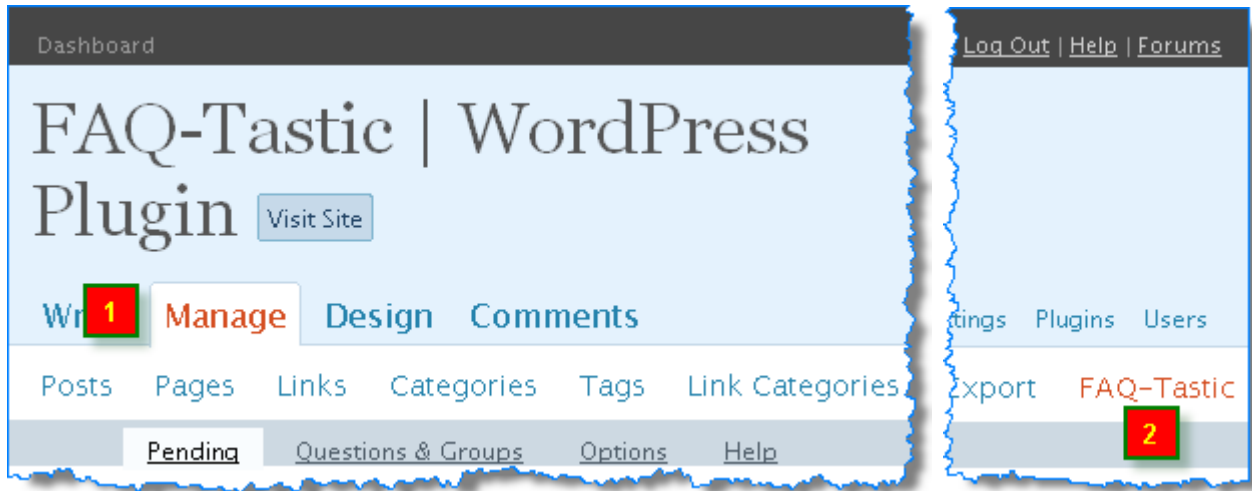 Dashboard
Log Out | Help | Forums
FAQ-Tastic | WordPress
Plugin Visit Site
1 Manage Design Comments
Plugins Users
Posts Pages Links Categories Tags Link Categories
FAQ-Tastic
2
Pending Questions & Groups Options Help